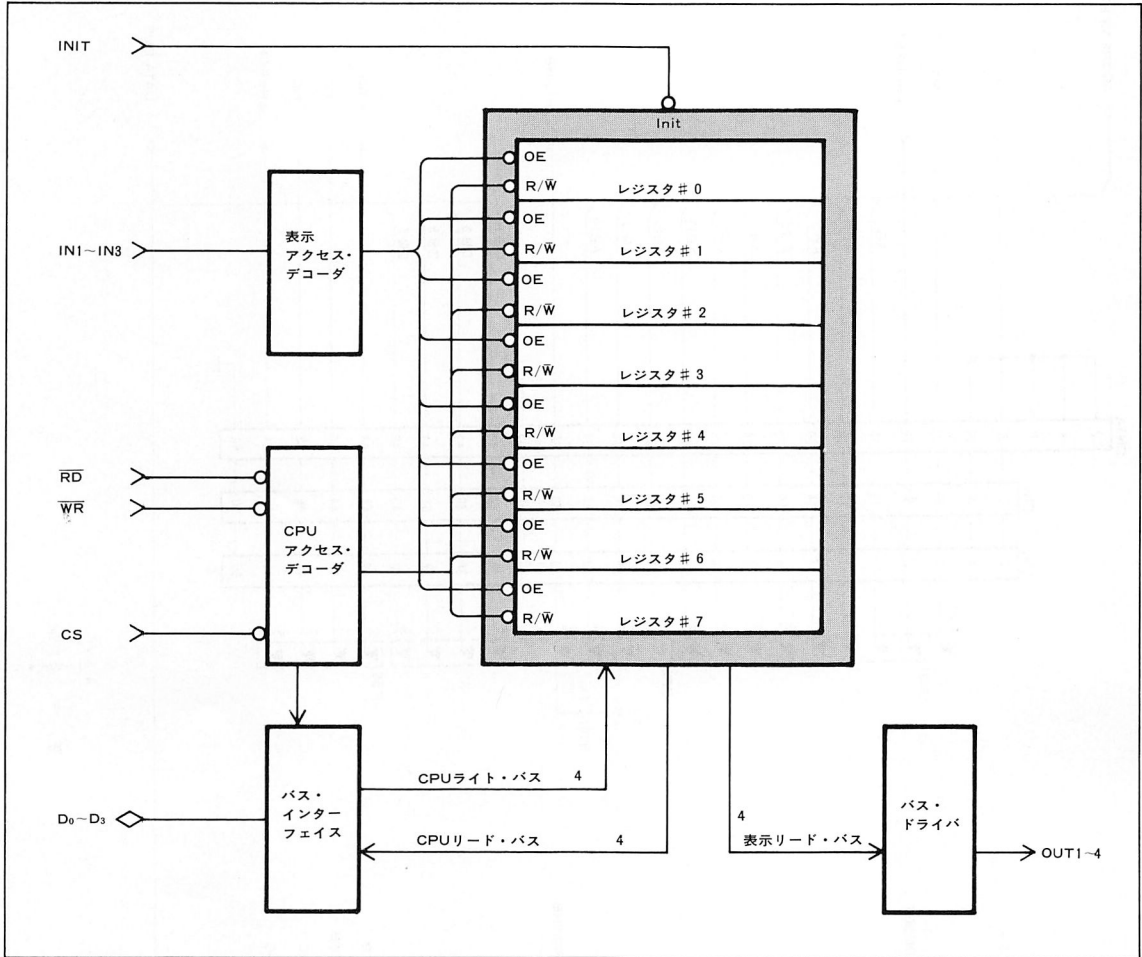 INIT
Init
OE
R/W̅
レジスタ＃0
OE
R/W̅
レジスタ＃1
OE
R/W̅
レジスタ＃2
OE
R/W̅
レジスタ＃3
OE
R/W̅
レジスタ＃4
OE
R/W̅
レジスタ＃5
OE
R/W̅
レジスタ＃6
OE
R/W̅
レジスタ＃7
表示
アクセス・
デコーダ
IN1~IN3
R̅D̅
W̅R̅
CS
CPU
アクセス・
デコーダ
D₀~D₃
バス・
インター
フェイス
CPUライト・バス 4
CPUリード・バス 4
4
表示リード・バス
バス・
ドライバ
OUT1~4